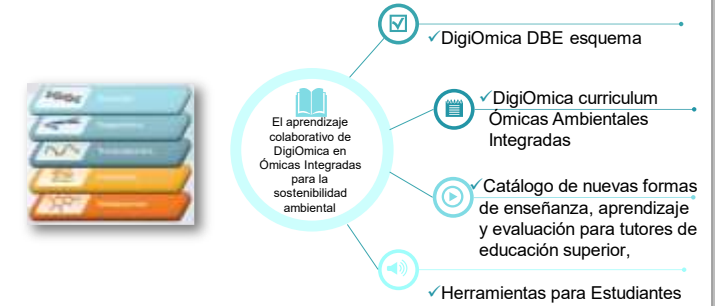 ✓DigiOmica DBE esquema
El aprendizaje
colaborativo de
DigiOmica en
Ómicas Integradas
para la
sostenibilidad
ambiental
✓DigiOmica curriculum
Ómicas Ambientales
Integradas
✓Catálogo de nuevas formas
de enseñanza, aprendizaje
y evaluación para tutores de
educación superior,
✓Herramientas para Estudiantes